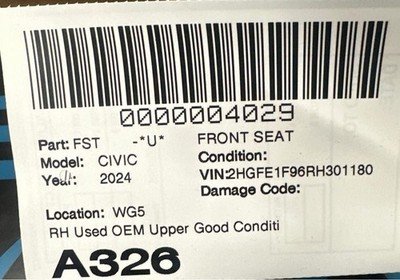 0000004029
Part: FST -*U* FRONT SEAT
Model: CIVIC Condition:
Year: 2024 VIN:2HGFE1F96RH301180
Damage Code:
Location: WG5
RH Used OEM Upper Good Conditi
A326